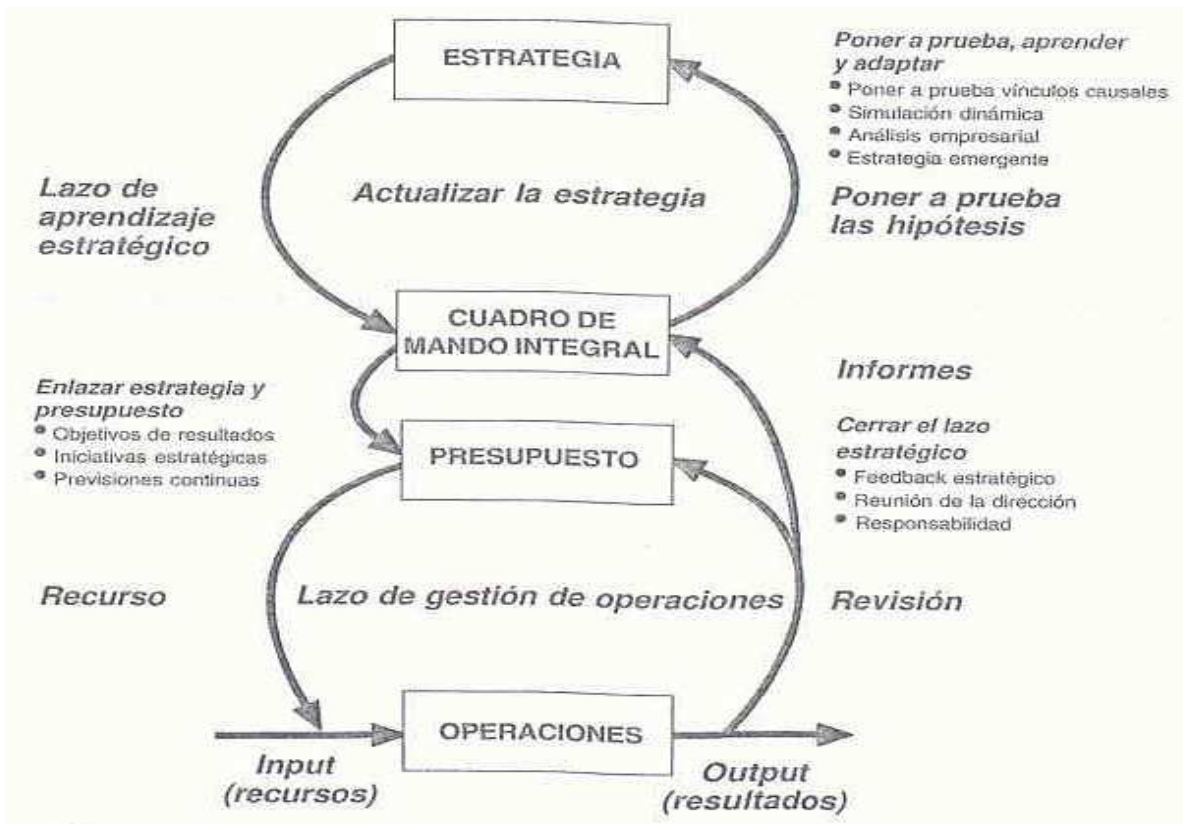 ESTRATEGIA
Poner a prueba, aprender
y adaptar
• Poner a prueba vínculos causales
• Simulación dinámica
• Análisis empresarial
• Estrategia emergente
Lazo de
aprendizaje
estratégico
Actualizar la estrategia
Poner a prueba
las hipótesis
CUADRO DE
MANDO INTEGRAL
Enlazar estrategia y
presupuesto
• Objetivos de resultados
• Iniciativas estratégicas
• Previsiones continuas
Informes
Cerrar el lazo
estratégico
• Feedback estratégico
• Reunión de la dirección
• Responsabilidad
PRESUPUESTO
Recurso
Lazo de gestión de operaciones
Revisión
OPERACIONES
Input
(recursos)
Output
(resultados)